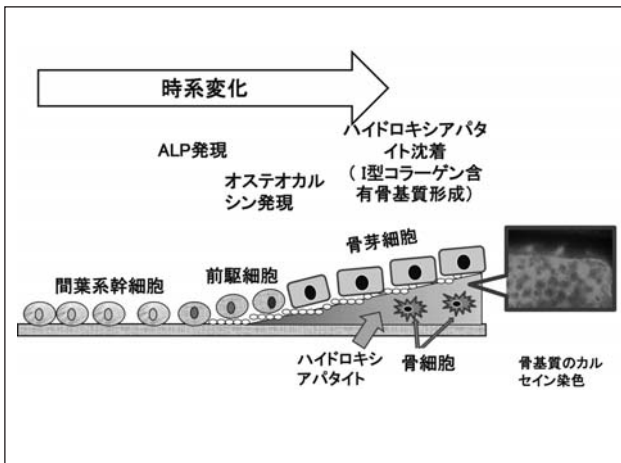 時系変化
ALP発現
オステオカル
シン発現
ハイドロキシアパタ
イト沈着
( I型コラーゲン含
有骨基質形成)
間葉系幹細胞
前駆細胞
骨芽細胞
ハイドロキシ
アパタイト
骨細胞
骨基質のカル
セイン染色